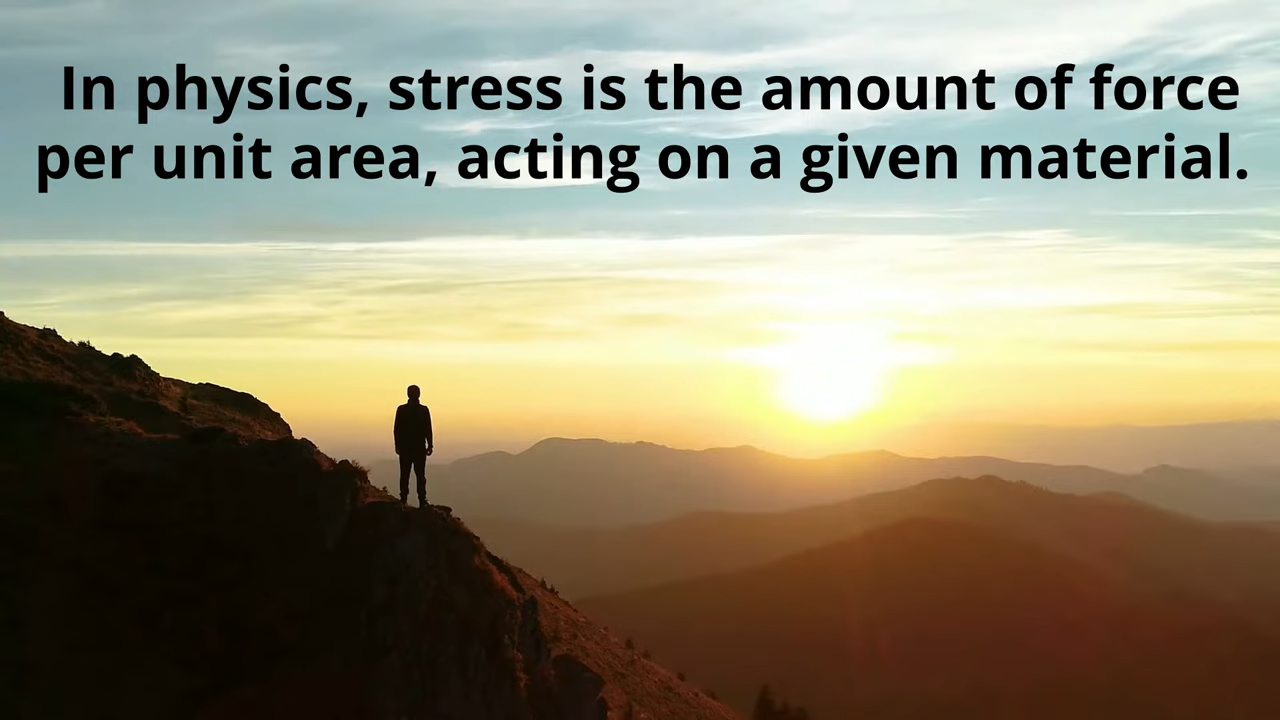 In physics, stress is the amount of force
per unit area, acting on a given material.